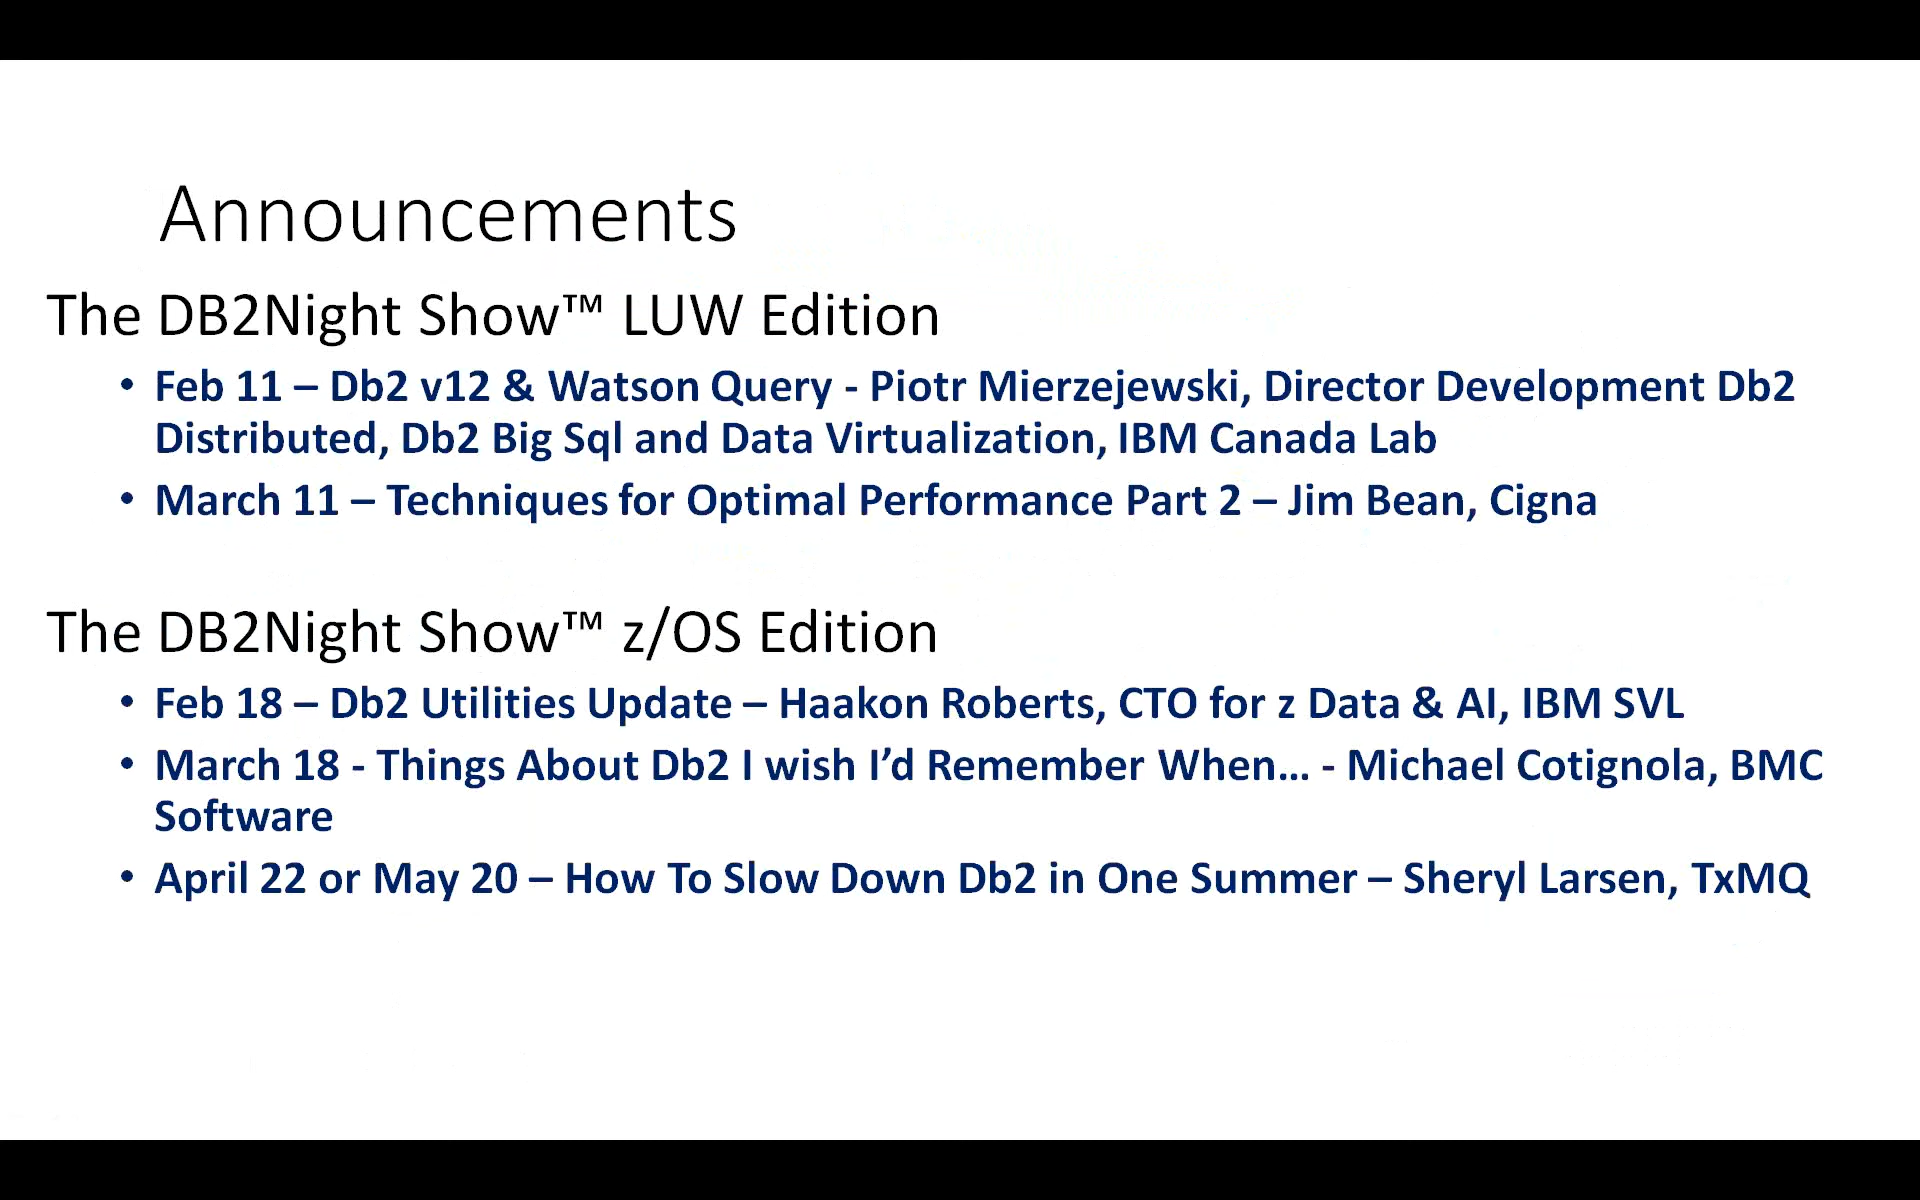 Announcements
The DB2Night Show™ LUW Edition
• Feb 11 – Db2 v12 & Watson Query - Piotr Mierzejewski, Director Development Db2
Distributed, Db2 Big Sql and Data Virtualization, IBM Canada Lab
• March 11 – Techniques for Optimal Performance Part 2 – Jim Bean, Cigna
The DB2Night Show™ z/OS Edition
• Feb 18 – Db2 Utilities Update – Haakon Roberts, CTO for z Data & AI, IBM SVL
• March 18 - Things About Db2 I wish I’d Remember When… - Michael Cotignola, BMC
Software
• April 22 or May 20 – How To Slow Down Db2 in One Summer – Sheryl Larsen, TxMQ